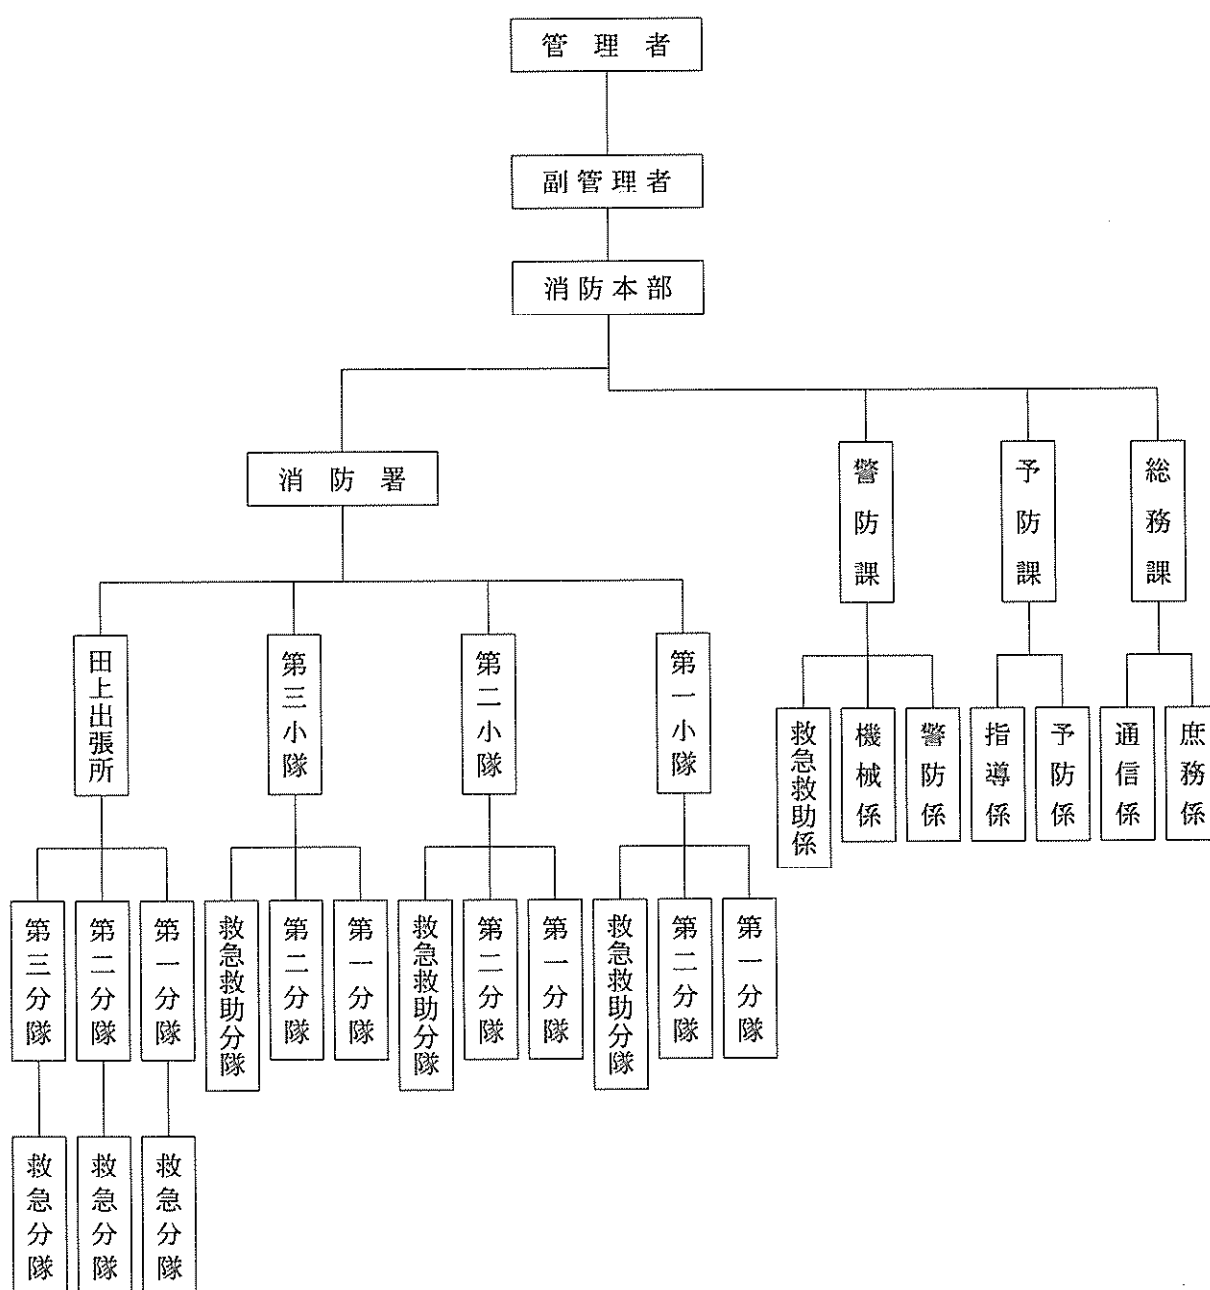 管理者
副管理者
消防本部
消防署
警防課
予防課
総務課
田上出張所
第三小隊
第二小隊
第一小隊
救急救助係
機械係
警防係
指導係
予防係
通信係
庶務係
第三分隊
第二分隊
第一分隊
救急救助分隊
第二分隊
第一分隊
救急救助分隊
第二分隊
第一分隊
救急救助分隊
第二分隊
第一分隊
救急分隊
救急分隊
救急分隊